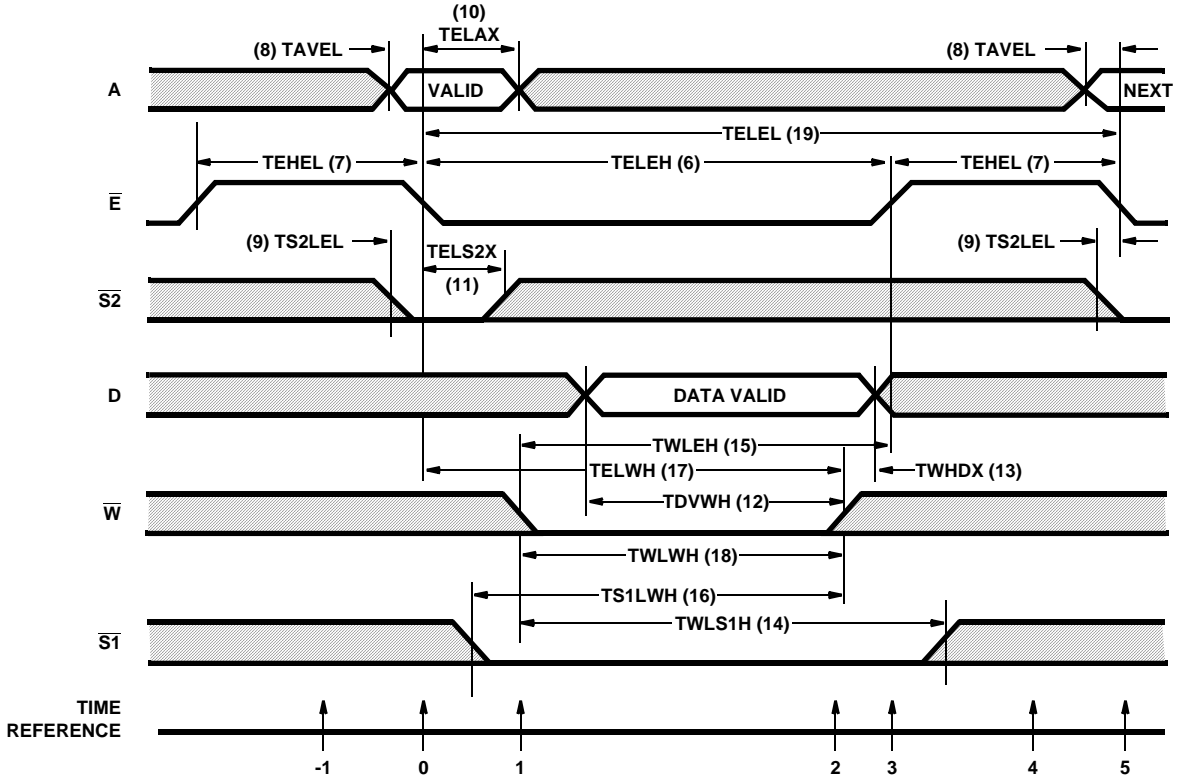 (10)
TELAX
(8) TAVEL
(8) TAVEL
A
VALID
NEXT
TELEL (19)
TEHEL (7)
TELEH (6)
TEHEL (7)
E
(9) TS2LEL
TELS2X
(11)
(9) TS2LEL
S2
D
DATA VALID
TWLEH (15)
TELWH (17)
TWHDX (13)
TDVWH (12)
W
TWLWH (18)
TS1LWH (16)
TWLS1H (14)
S1
TIME
REFERENCE
-1 0 1 2 3 4 5